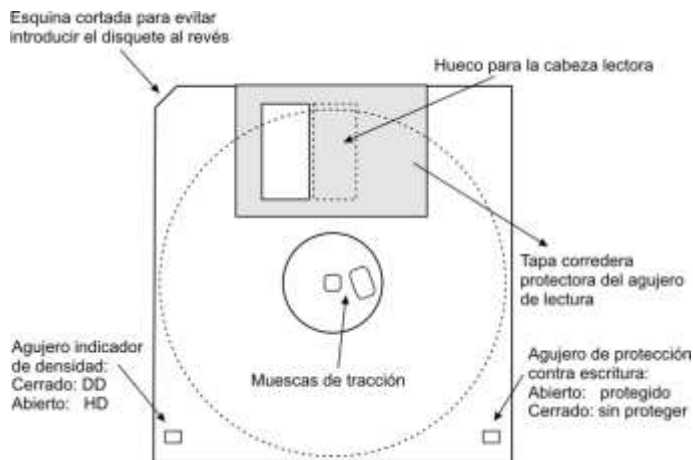 Esquina cortada para evitar
introducir el disquete al revés
Hueco para la cabeza lectora
Tapa corredera
protectora del agujero
de lectura
Agujero indicador
de densidad:
Cerrado: DD
Abierto: HD
Muescas de tracción
Agujero de protección
contra escritura:
Abierto: protegido
Cerrado: sin proteger